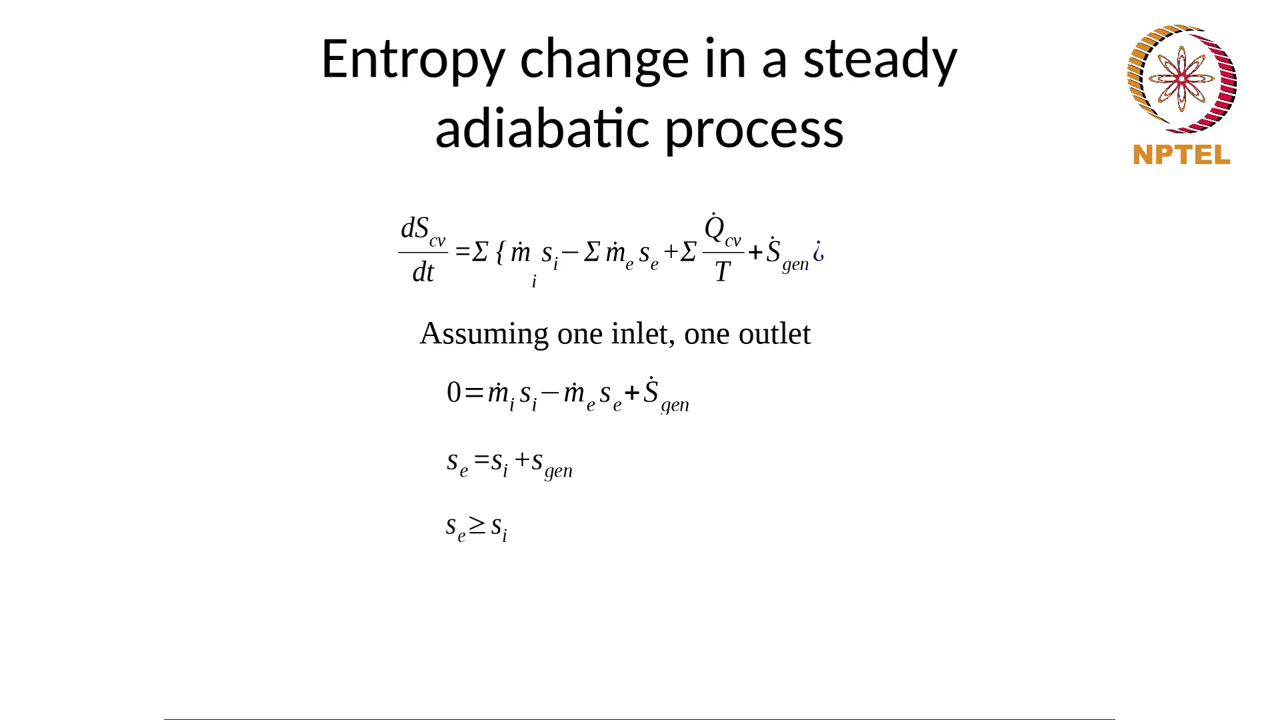 Entropy change in a steady
adiabatic process
NPTEL
dS_cv/dt = Σ { ṁ_i s_i − Σ ṁ_e s_e + Σ Q̇_cv/T + Ṡ_gen ¿̇
Assuming one inlet, one outlet
0 = ṁ_i s_i − ṁ_e s_e + Ṡ_gen
s_e = s_i + s_gen
s_e ≥ s_i